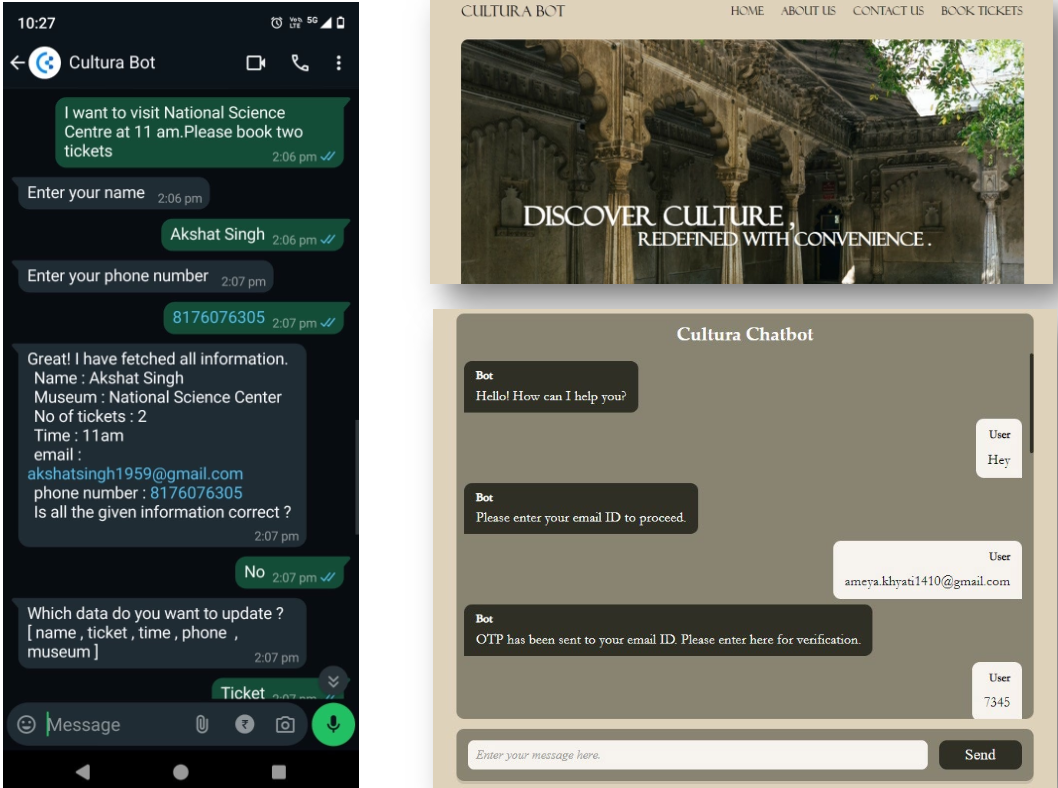 10:27
Vo)) LTE 5G
Cultura Bot
I want to visit National Science
Centre at 11 am.Please book two
tickets
2:06 pm
Enter your name 2:06 pm
Akshat Singh 2:06 pm
Enter your phone number 2:07 pm
8176076305 2:07 pm
Great! I have fetched all information.
Name : Akshat Singh
Museum : National Science Center
No of tickets : 2
Time : 11am
email :
akshatsingh1959@gmail.com
phone number : 8176076305
Is all the given information correct ?
2:07 pm
No 2:07 pm
Which data do you want to update ?
[ name , ticket , time , phone ,
museum ]
2:07 pm
Ticket 2:07 pm
Message
CULTURA BOT
HOME ABOUT US CONTACT US BOOK TICKETS
DISCOVER CULTURE ,
REDEFINED WITH CONVENIENCE .
Cultura Chatbot
Bot
Hello! How can I help you?
User
Hey
Bot
Please enter your email ID to proceed.
User
ameya.khyati1410@gmail.com
Bot
OTP has been sent to your email ID. Please enter here for verification.
User
7345
Enter your message here.
Send